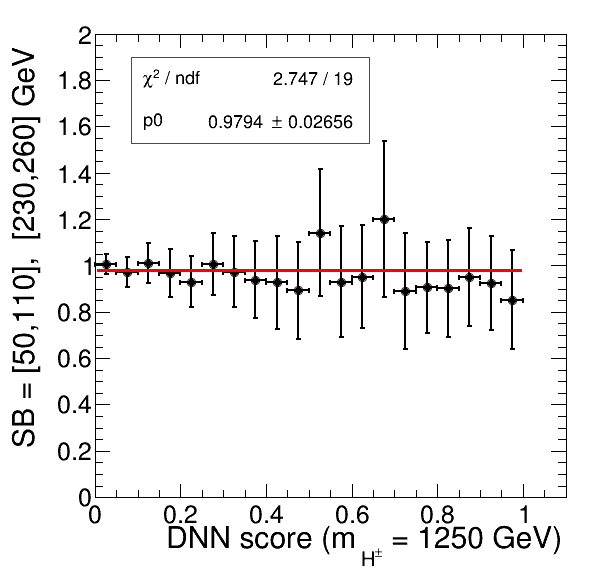 SB = [50,110], [230,260] GeV
2
1.8
1.6
1.4
1.2
1
0.8
0.6
0.4
0.2
0
χ² / ndf 2.747 / 19
p0 0.9794 ± 0.02656
0 0.2 0.4 0.6 0.8 1
DNN score (m_H± = 1250 GeV)